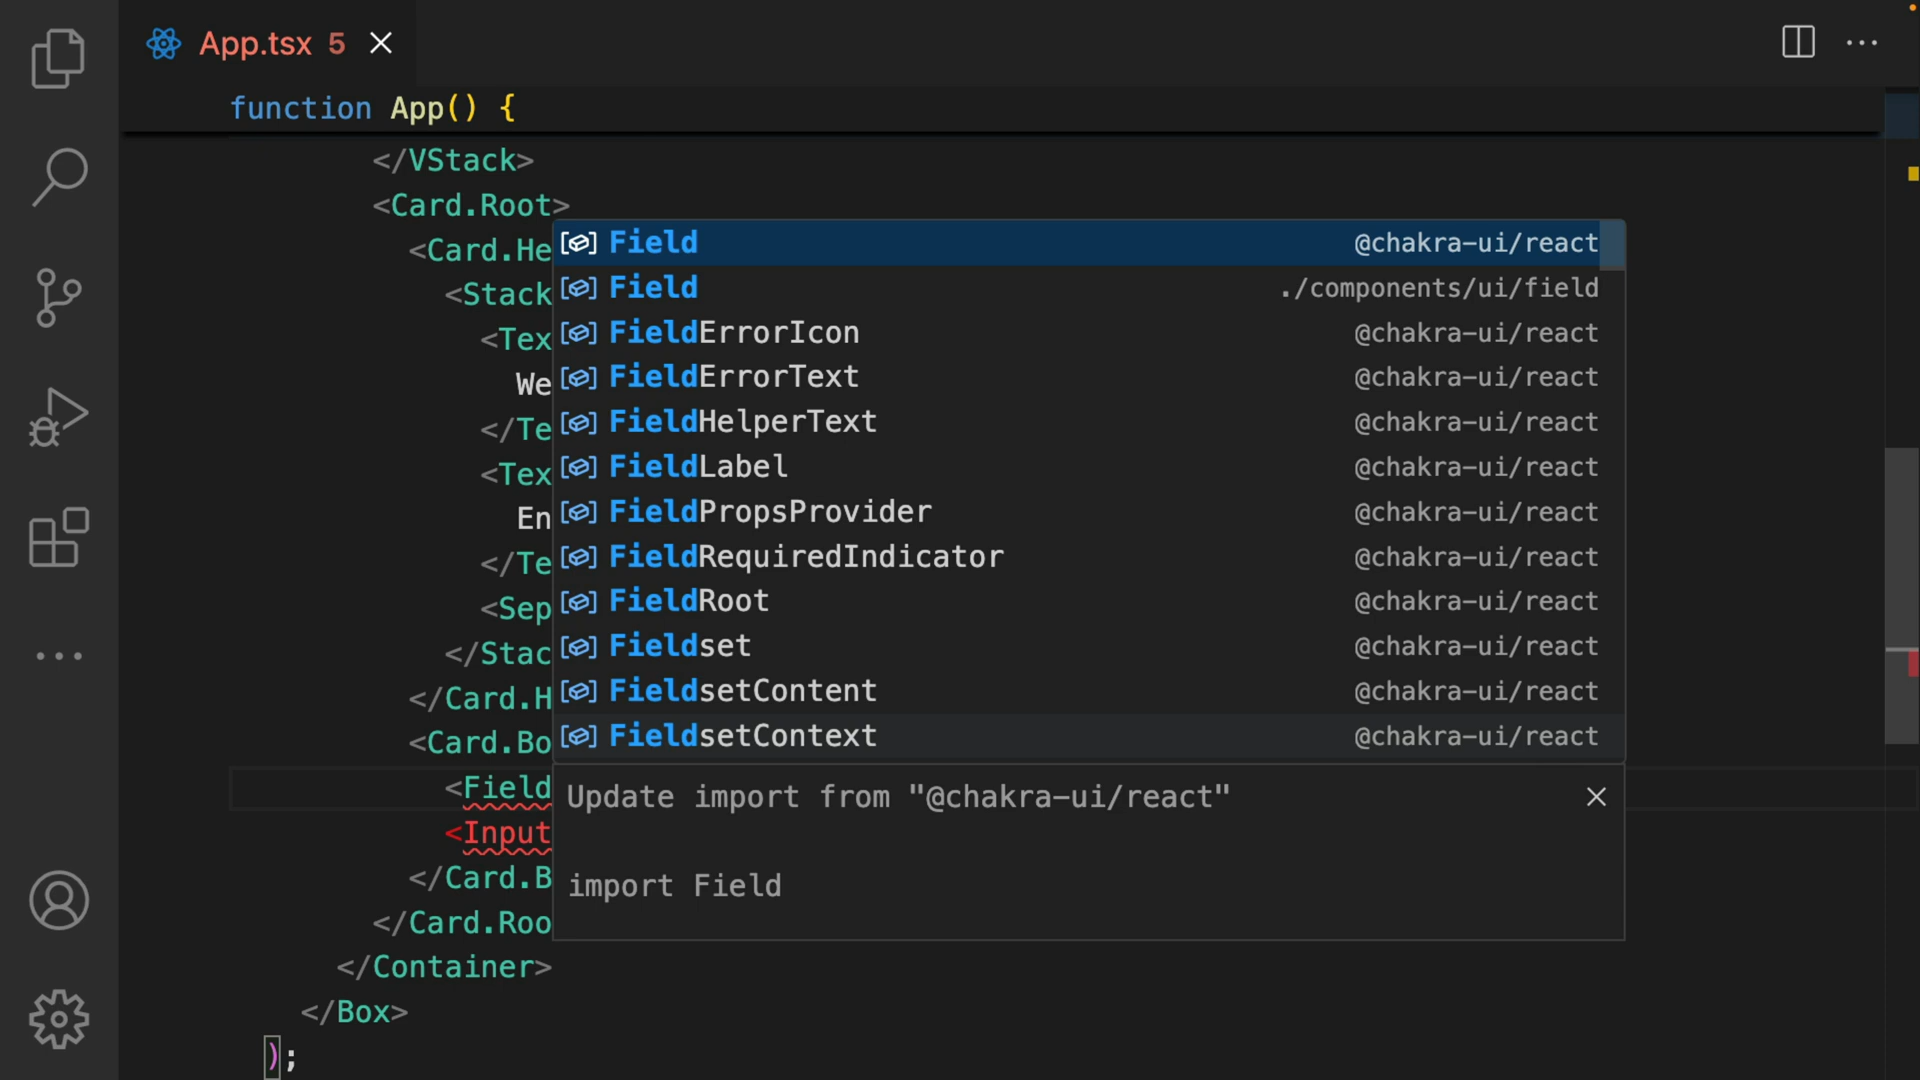 App.tsx 5
function App() {
</VStack>
<Card.Root>
<Card.He
<Stack
<Tex
We
</Te
<Tex
En
</Te
<Sep
</Stac
</Card.H
<Card.Bo
<Field
<Input
</Card.B
</Card.Roo
</Container>
</Box>
);
Field @chakra-ui/react
Field ./components/ui/field
FieldErrorIcon @chakra-ui/react
FieldErrorText @chakra-ui/react
FieldHelperText @chakra-ui/react
FieldLabel @chakra-ui/react
FieldPropsProvider @chakra-ui/react
FieldRequiredIndicator @chakra-ui/react
FieldRoot @chakra-ui/react
Fieldset @chakra-ui/react
FieldsetContent @chakra-ui/react
FieldsetContext @chakra-ui/react
Update import from "@chakra-ui/react"
import Field